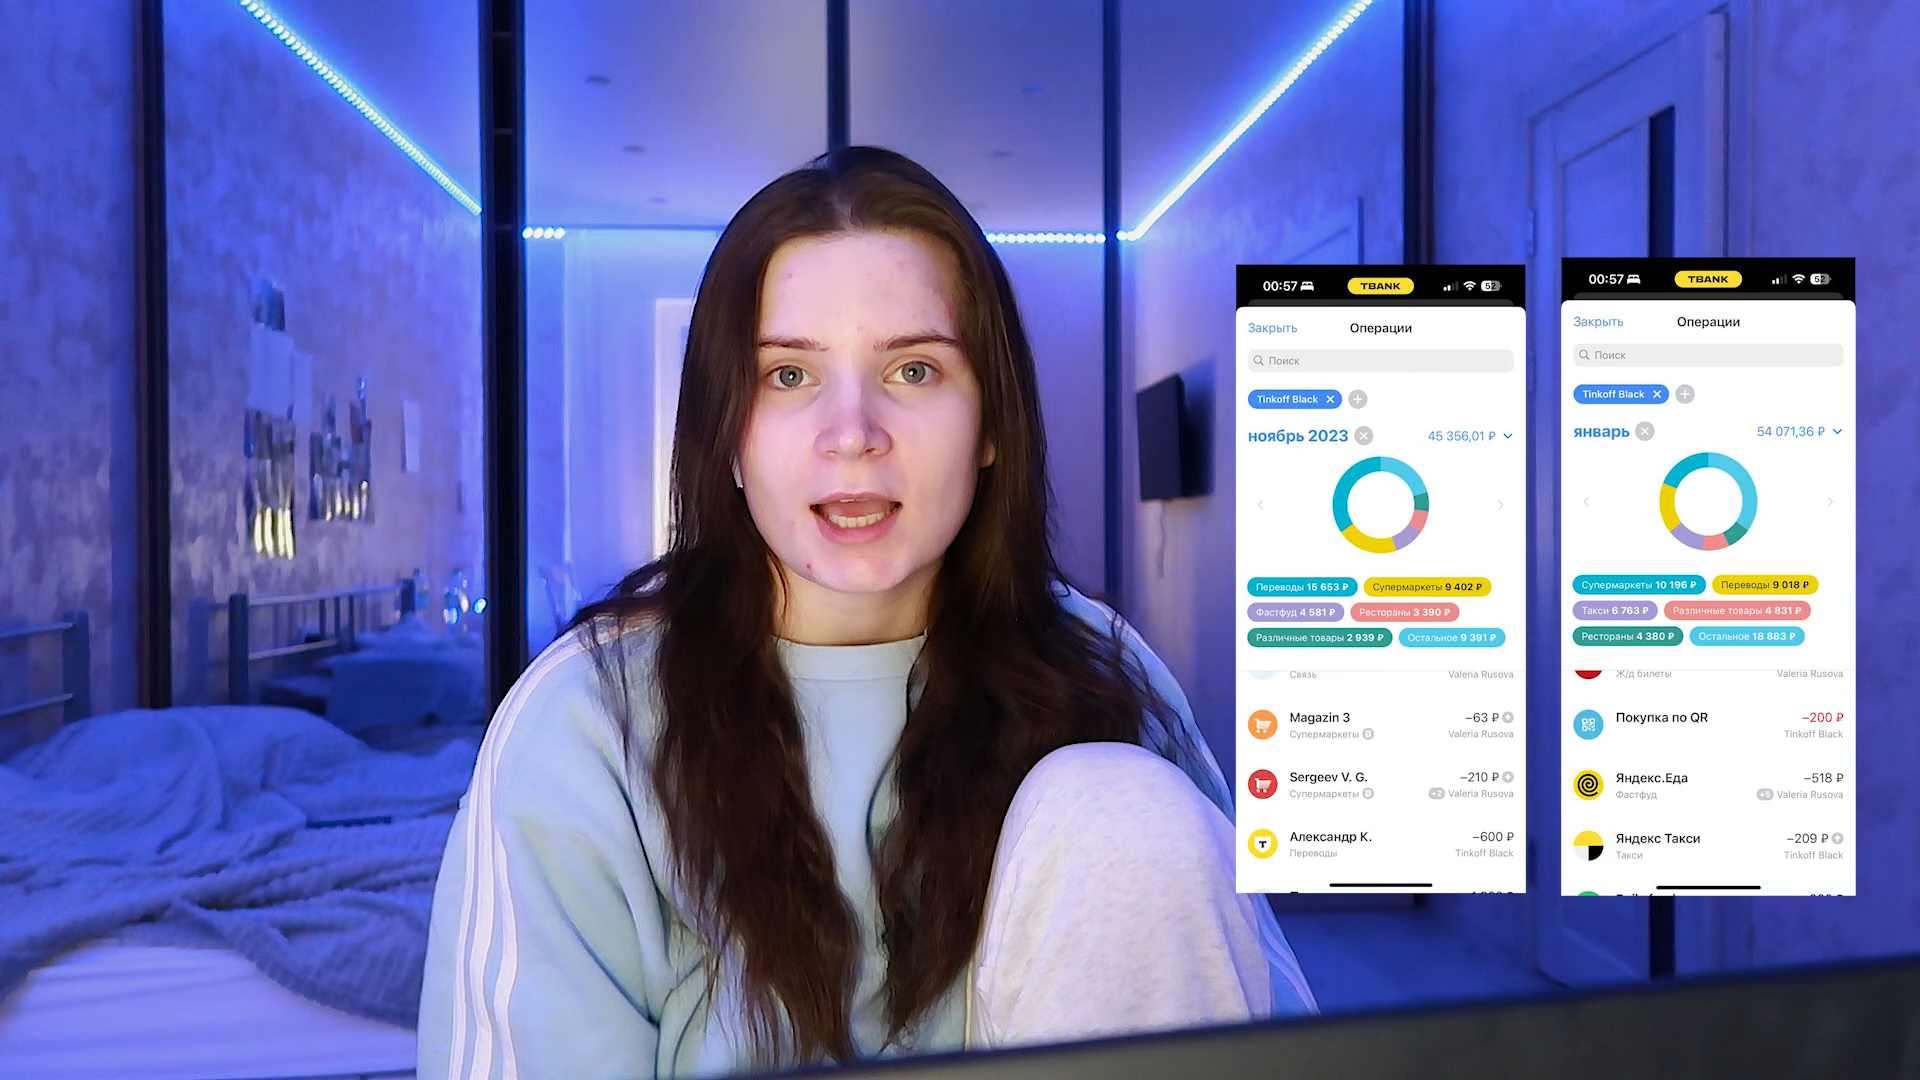 00:57
TBANK
52
Закрыть
Операции
Поиск
Tinkoff Black
ноябрь 2023
45 356,01 ₽
Переводы 15 653 ₽
Супермаркеты 9 402 ₽
Фастфуд 4 581 ₽
Рестораны 3 390 ₽
Различные товары 2 939 ₽
Остальное 9 391 ₽
Связь
Valeria Rusova
Magazin 3
–63 ₽
Супермаркеты
Valeria Rusova
Sergeev V. G.
–210 ₽
Супермаркеты
+2 Valeria Rusova
Александр К.
–600 ₽
Переводы
Tinkoff Black
00:57
TBANK
52
Закрыть
Операции
Поиск
Tinkoff Black
январь
54 071,36 ₽
Супермаркеты 10 196 ₽
Переводы 9 018 ₽
Такси 6 763 ₽
Различные товары 4 831 ₽
Рестораны 4 380 ₽
Остальное 18 883 ₽
Ж/д билеты
Valeria Rusova
Покупка по QR
–200 ₽
Tinkoff Black
Яндекс.Еда
–518 ₽
Фастфуд
+5 Valeria Rusova
Яндекс Такси
–209 ₽
Такси
Tinkoff Black